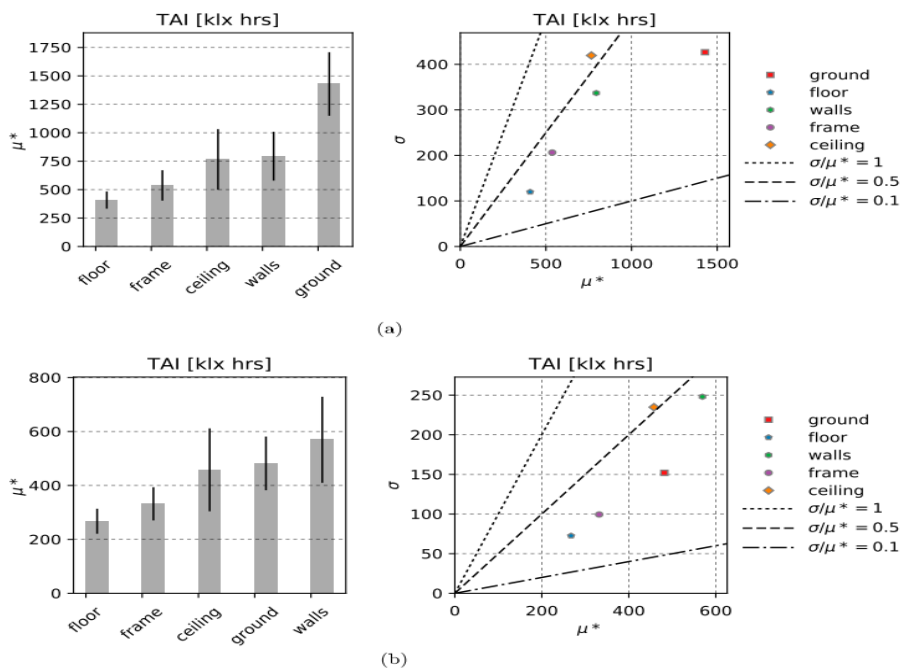 TAI [klx hrs]
1750
1500
1250
1000
750
500
250
0
μ*
floor
frame
ceiling
walls
ground
TAI [klx hrs]
400
300
200
100
0
σ
0
500
1000
1500
μ*
ground
floor
walls
frame
ceiling
σ/μ* = 1
σ/μ* = 0.5
σ/μ* = 0.1
(a)
TAI [klx hrs]
800
600
400
200
0
μ*
floor
frame
ceiling
ground
walls
TAI [klx hrs]
250
200
150
100
50
0
σ
0
200
400
600
μ*
ground
floor
walls
frame
ceiling
σ/μ* = 1
σ/μ* = 0.5
σ/μ* = 0.1
(b)